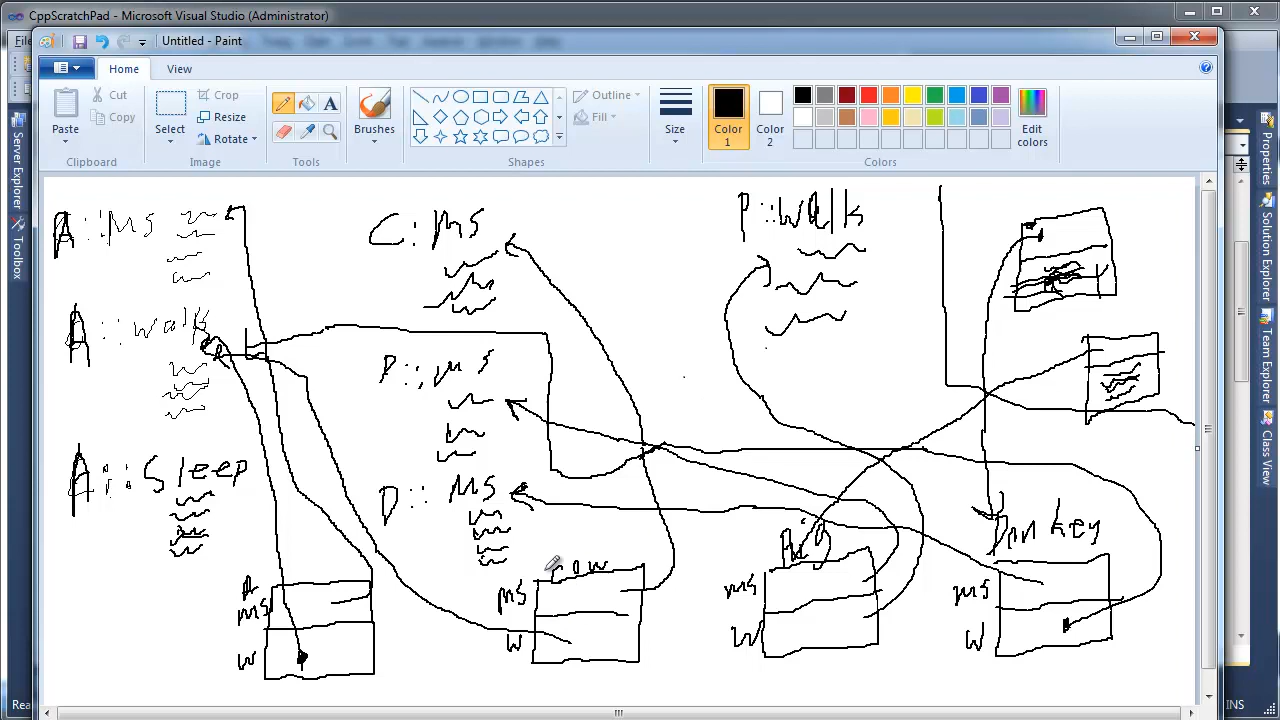 CppScratchPad - Microsoft Visual Studio (Administrator)
Untitled - Paint
Home
View
Paste
Cut
Copy
Clipboard
Select
Crop
Resize
Rotate
Image
Tools
Brushes
Outline
Fill
Shapes
Size
Color 1
Color 2
Edit colors
Colors
Server Explorer
Toolbox
Properties
Solution Explorer
Team Explorer
Class View
A::Ms
C:ms
P::walk
A::walk
P::ms
A::Sleep
D::Ms
Cow
Pig
Donkey
A
Ms
W
Ms
W
Ms
W
Ms
W
Rea
INS